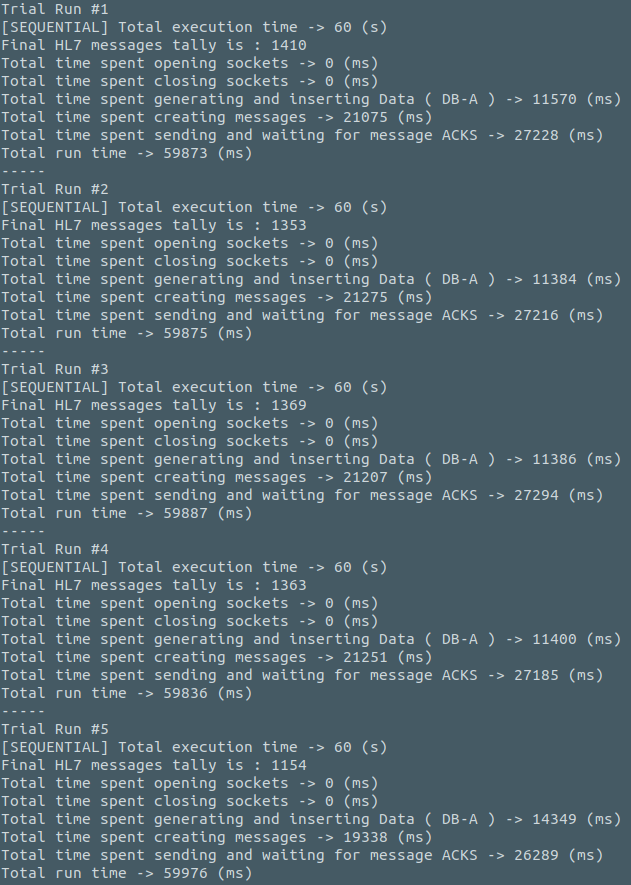 Trial Run #1
[SEQUENTIAL] Total execution time -> 60 (s)
Final HL7 messages tally is : 1410
Total time spent opening sockets -> 0 (ms)
Total time spent closing sockets -> 0 (ms)
Total time spent generating and inserting Data ( DB-A ) -> 11570 (ms)
Total time spent creating messages -> 21075 (ms)
Total time spent sending and waiting for message ACKS -> 27228 (ms)
Total run time -> 59873 (ms)
-----
Trial Run #2
[SEQUENTIAL] Total execution time -> 60 (s)
Final HL7 messages tally is : 1353
Total time spent opening sockets -> 0 (ms)
Total time spent closing sockets -> 0 (ms)
Total time spent generating and inserting Data ( DB-A ) -> 11384 (ms)
Total time spent creating messages -> 21275 (ms)
Total time spent sending and waiting for message ACKS -> 27216 (ms)
Total run time -> 59875 (ms)
-----
Trial Run #3
[SEQUENTIAL] Total execution time -> 60 (s)
Final HL7 messages tally is : 1369
Total time spent opening sockets -> 0 (ms)
Total time spent closing sockets -> 0 (ms)
Total time spent generating and inserting Data ( DB-A ) -> 11386 (ms)
Total time spent creating messages -> 21207 (ms)
Total time spent sending and waiting for message ACKS -> 27294 (ms)
Total run time -> 59887 (ms)
-----
Trial Run #4
[SEQUENTIAL] Total execution time -> 60 (s)
Final HL7 messages tally is : 1363
Total time spent opening sockets -> 0 (ms)
Total time spent closing sockets -> 0 (ms)
Total time spent generating and inserting Data ( DB-A ) -> 11400 (ms)
Total time spent creating messages -> 21251 (ms)
Total time spent sending and waiting for message ACKS -> 27185 (ms)
Total run time -> 59836 (ms)
-----
Trial Run #5
[SEQUENTIAL] Total execution time -> 60 (s)
Final HL7 messages tally is : 1154
Total time spent opening sockets -> 0 (ms)
Total time spent closing sockets -> 0 (ms)
Total time spent generating and inserting Data ( DB-A ) -> 14349 (ms)
Total time spent creating messages -> 19338 (ms)
Total time spent sending and waiting for message ACKS -> 26289 (ms)
Total run time -> 59976 (ms)